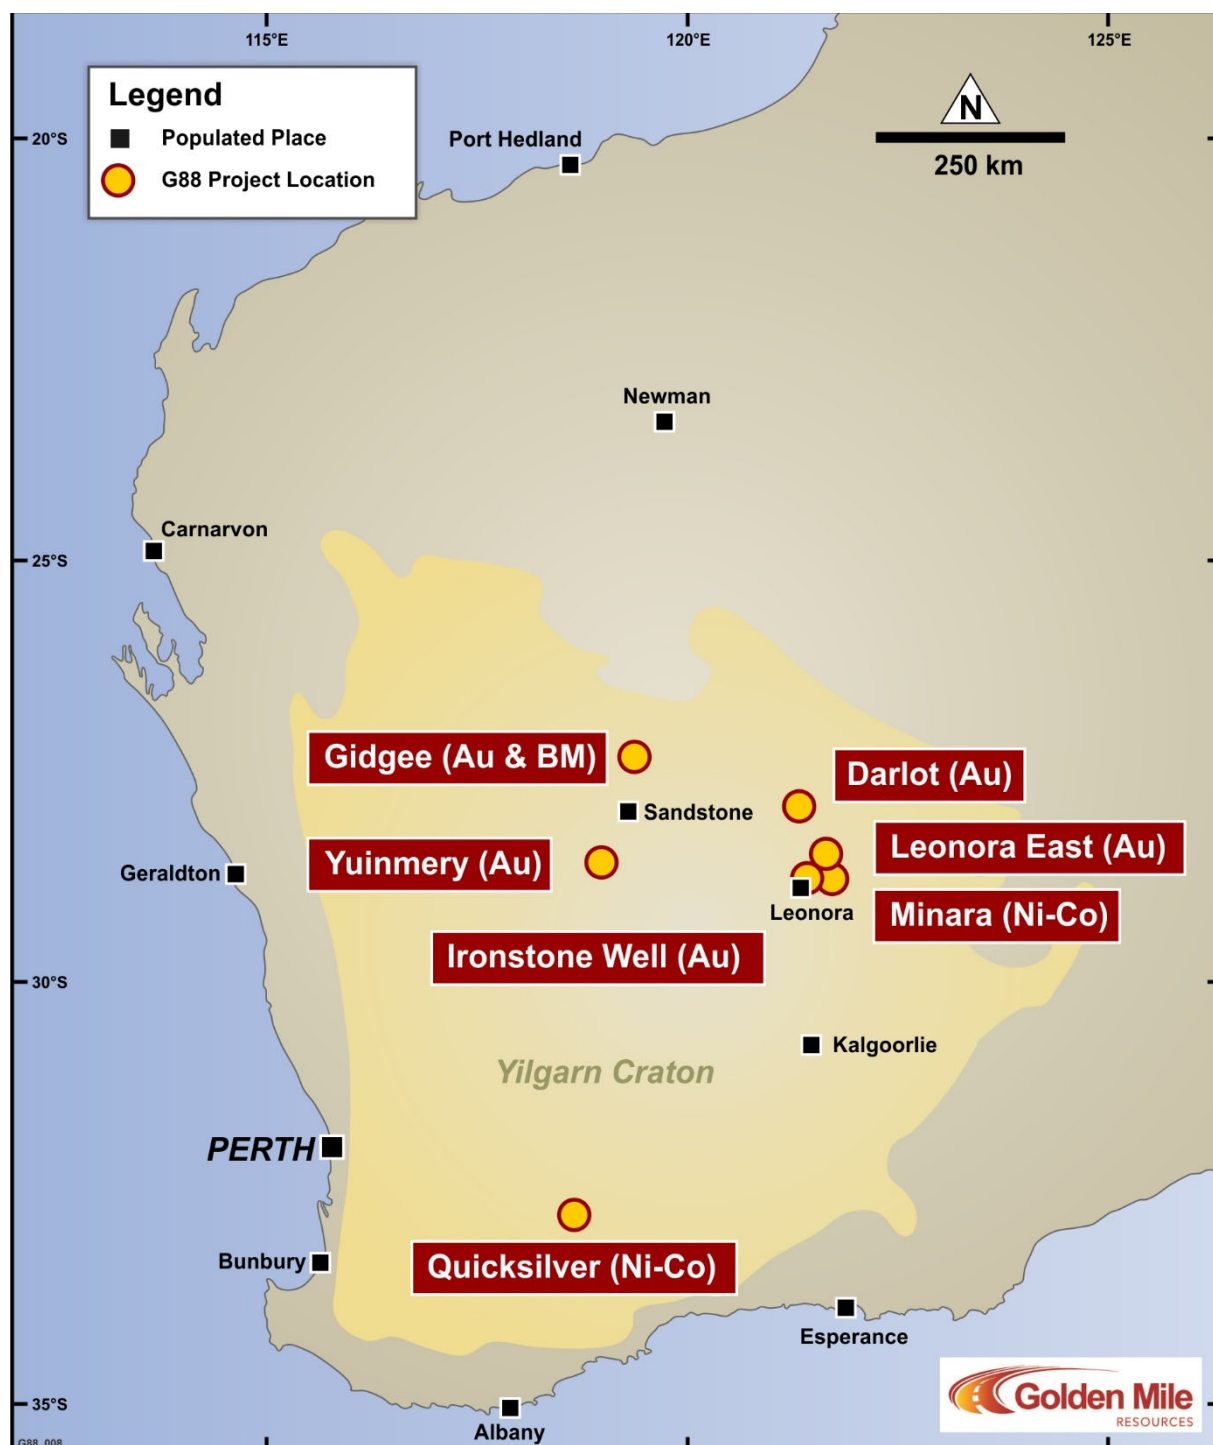 115°E
120°E
125°E
Legend
Populated Place
G88 Project Location
N
250 km
20°S
Port Hedland
Newman
Carnarvon
25°S
Gidgee (Au & BM)
Darlot (Au)
Sandstone
Leonora East (Au)
Yuinmery (Au)
Geraldton
Leonora
Minara (Ni-Co)
Ironstone Well (Au)
30°S
Kalgoorlie
Yilgarn Craton
PERTH
Quicksilver (Ni-Co)
Bunbury
Esperance
35°S
Albany
Golden Mile
RESOURCES
G88_008